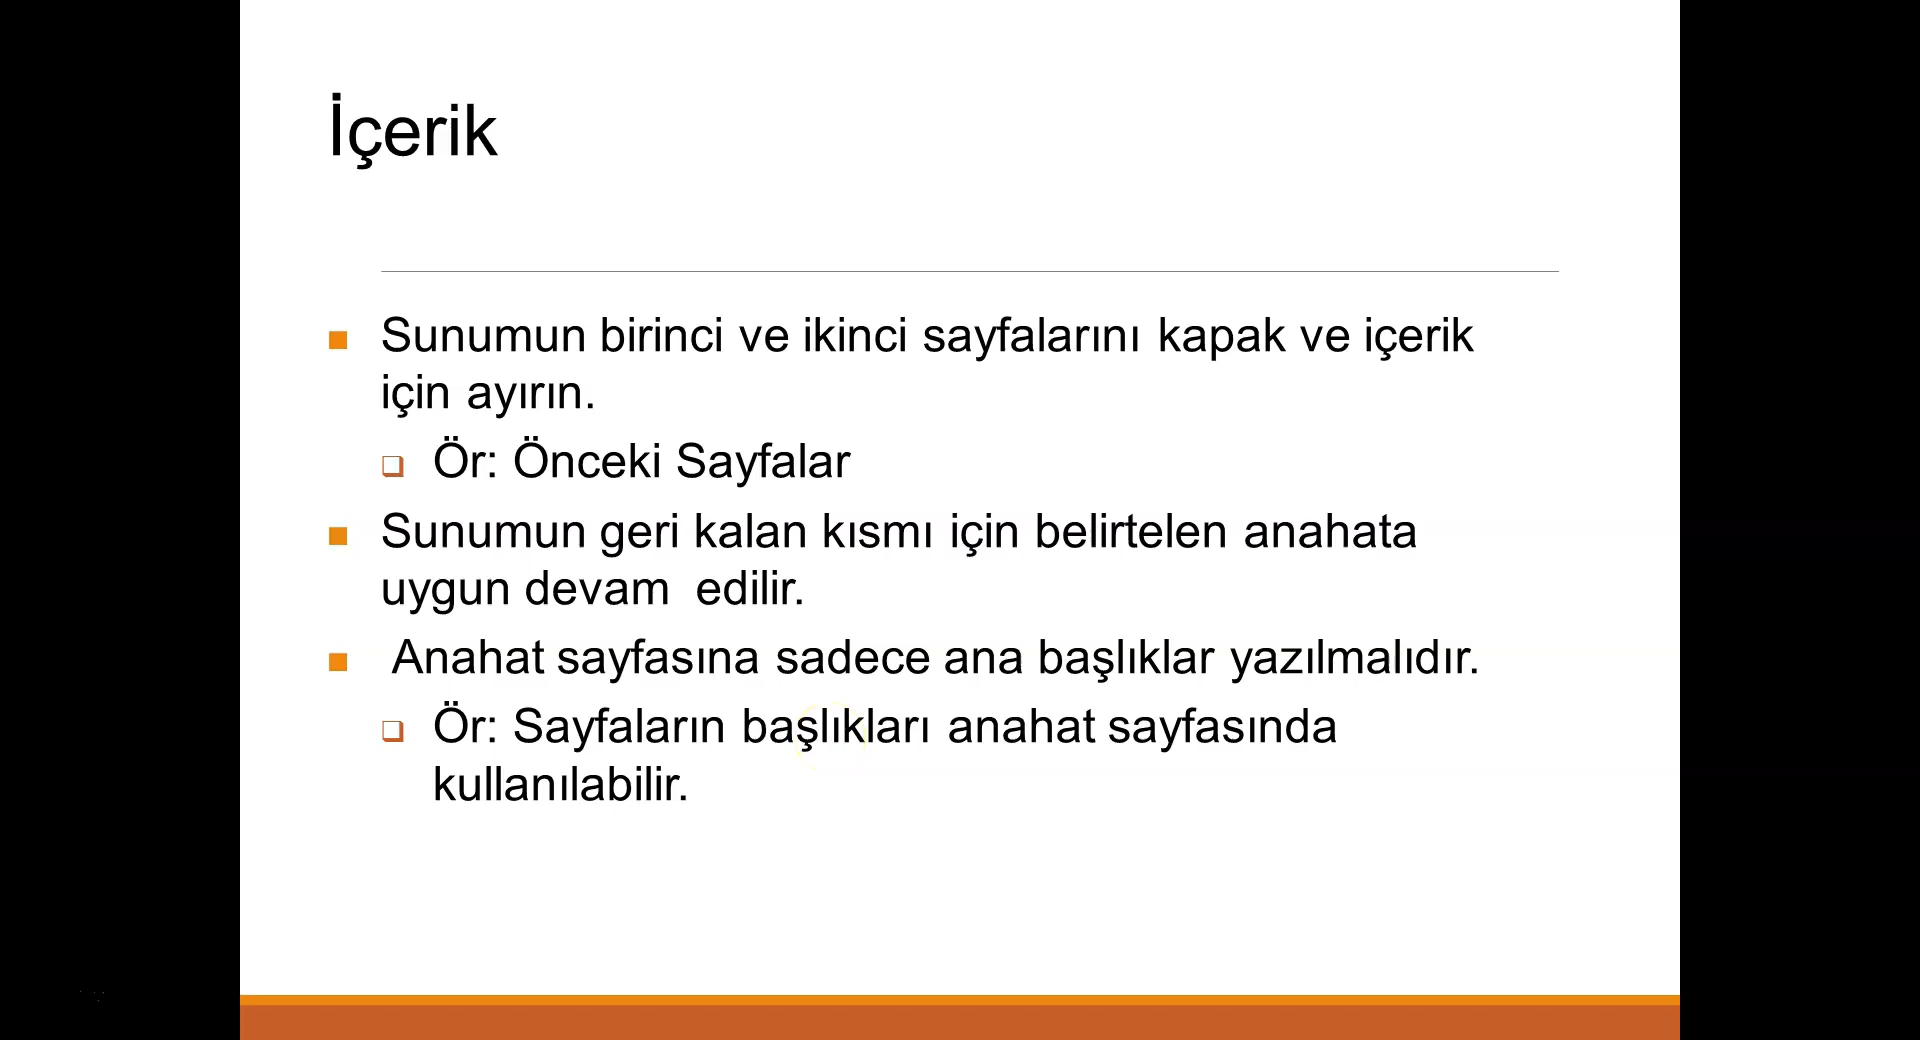 İçerik
Sunumun birinci ve ikinci sayfalarını kapak ve içerik
için ayırın.
Ör: Önceki Sayfalar
Sunumun geri kalan kısmı için belirtelen anahata
uygun devam  edilir.
Anahat sayfasına sadece ana başlıklar yazılmalıdır.
Ör: Sayfaların başlıkları anahat sayfasında
kullanılabilir.